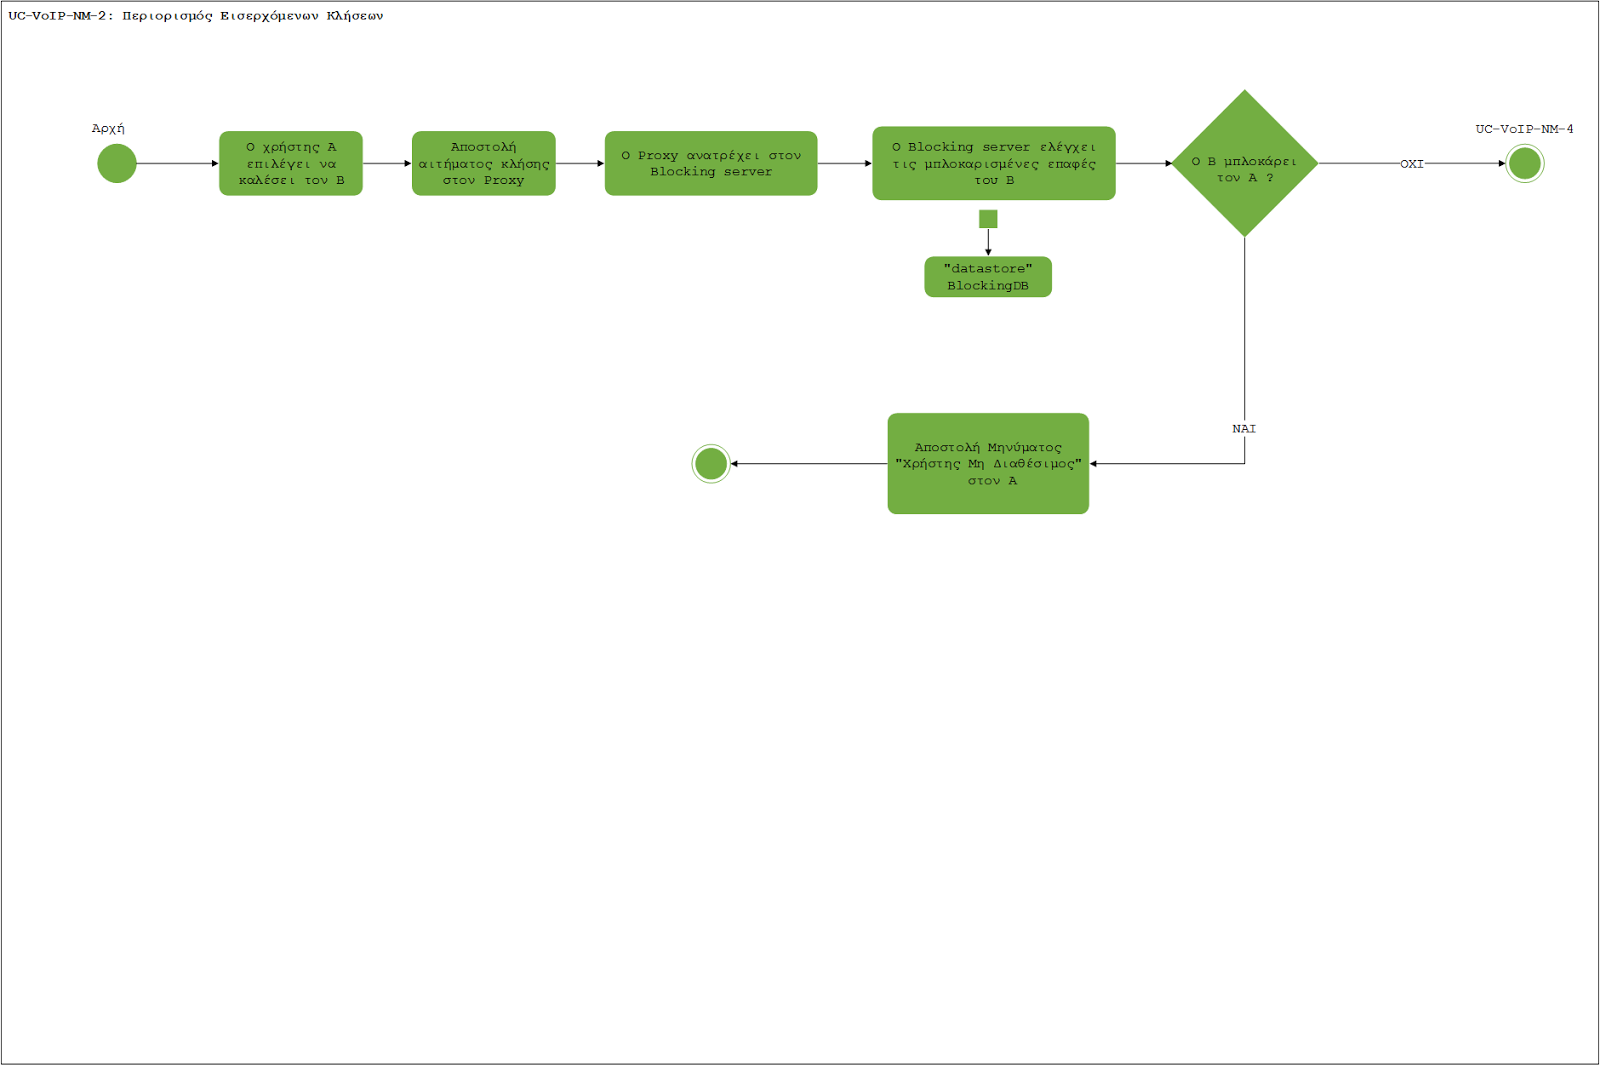 UC-VoIP-NM-2: Περιορισμός Εισερχόμενων Κλήσεων
Αρχή
Ο χρήστης Α
επιλέγει να
καλέσει τον Β
Αποστολή
αιτήματος κλήσης
στον Proxy
Ο Proxy ανατρέχει στον
Blocking server
Ο Blocking server ελέγχει
τις μπλοκαρισμένες επαφές
του Β
Ο Β μπλοκάρει
τον Α ?
ΟΧΙ
UC-VoIP-NM-4
"datastore"
BlockingDB
ΝΑΙ
Αποστολή Μηνύματος
"Χρήστης Μη Διαθέσιμος"
στον Α